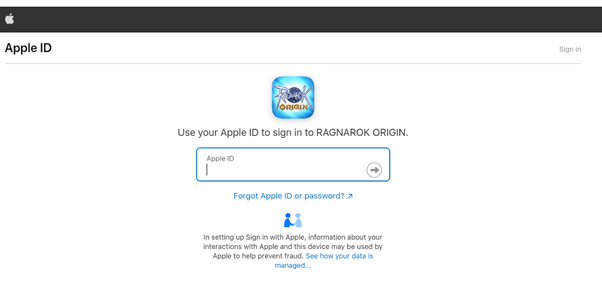 Apple ID
Sign in
RAGNAROK
ORIGIN
Use your Apple ID to sign in to RAGNAROK ORIGIN.
Apple ID
Forgot Apple ID or password? ↗
In setting up Sign in with Apple, information about your
interactions with Apple and this device may be used by
Apple to help prevent fraud. See how your data is
managed...